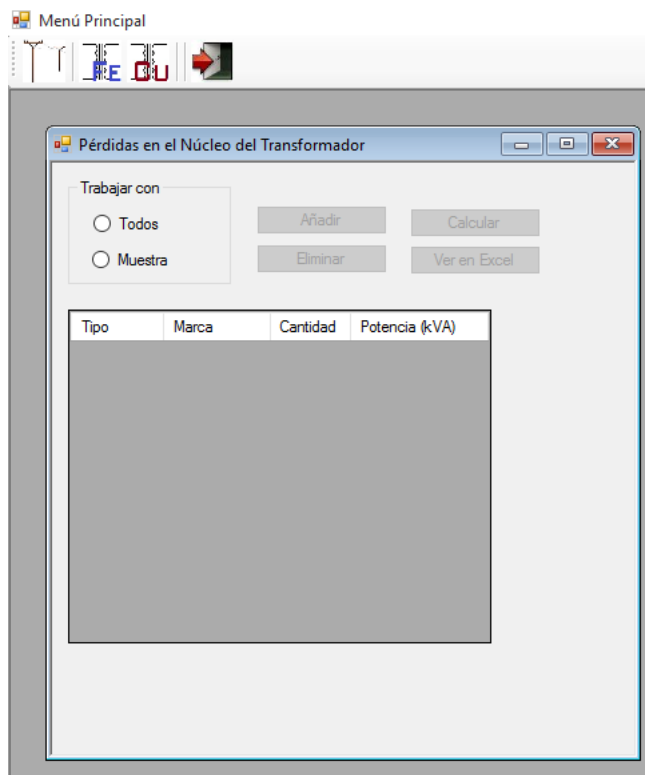 Menú Principal
FE CU
Pérdidas en el Núcleo del Transformador
Trabajar con
Todos
Muestra
Añadir
Calcular
Eliminar
Ver en Excel
Tipo Marca Cantidad Potencia (kVA)